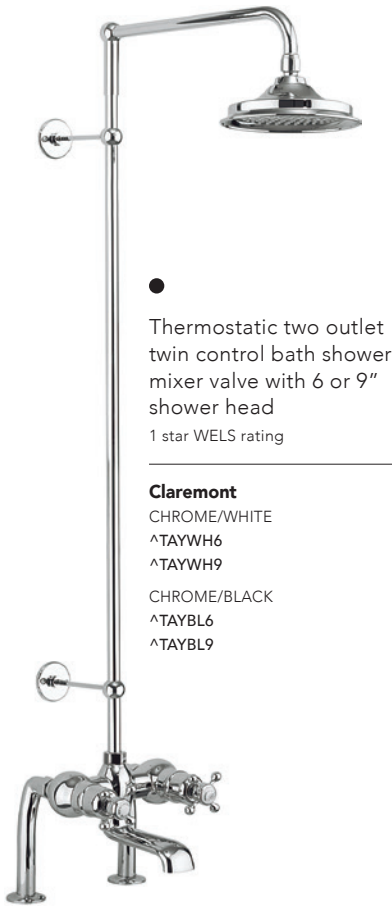 Thermostatic two outlet
twin control bath shower
mixer valve with 6 or 9”
shower head
1 star WELS rating
Claremont
CHROME/WHITE
^TAYWH6
^TAYWH9
CHROME/BLACK
^TAYBL6
^TAYBL9